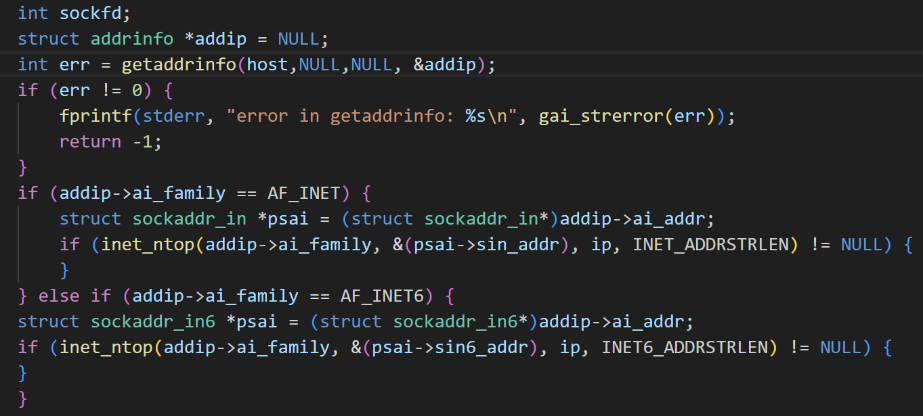 int sockfd;
struct addrinfo *addip = NULL;
int err = getaddrinfo(host,NULL,NULL, &addip);
if (err != 0) {
    fprintf(stderr, "error in getaddrinfo: %s\n", gai_strerror(err));
    return -1;
}
if (addip->ai_family == AF_INET) {
    struct sockaddr_in *psai = (struct sockaddr_in*)addip->ai_addr;
    if (inet_ntop(addip->ai_family, &(psai->sin_addr), ip, INET_ADDRSTRLEN) != NULL) {
    }
} else if (addip->ai_family == AF_INET6) {
struct sockaddr_in6 *psai = (struct sockaddr_in6*)addip->ai_addr;
if (inet_ntop(addip->ai_family, &(psai->sin6_addr), ip, INET6_ADDRSTRLEN) != NULL) {
}
}